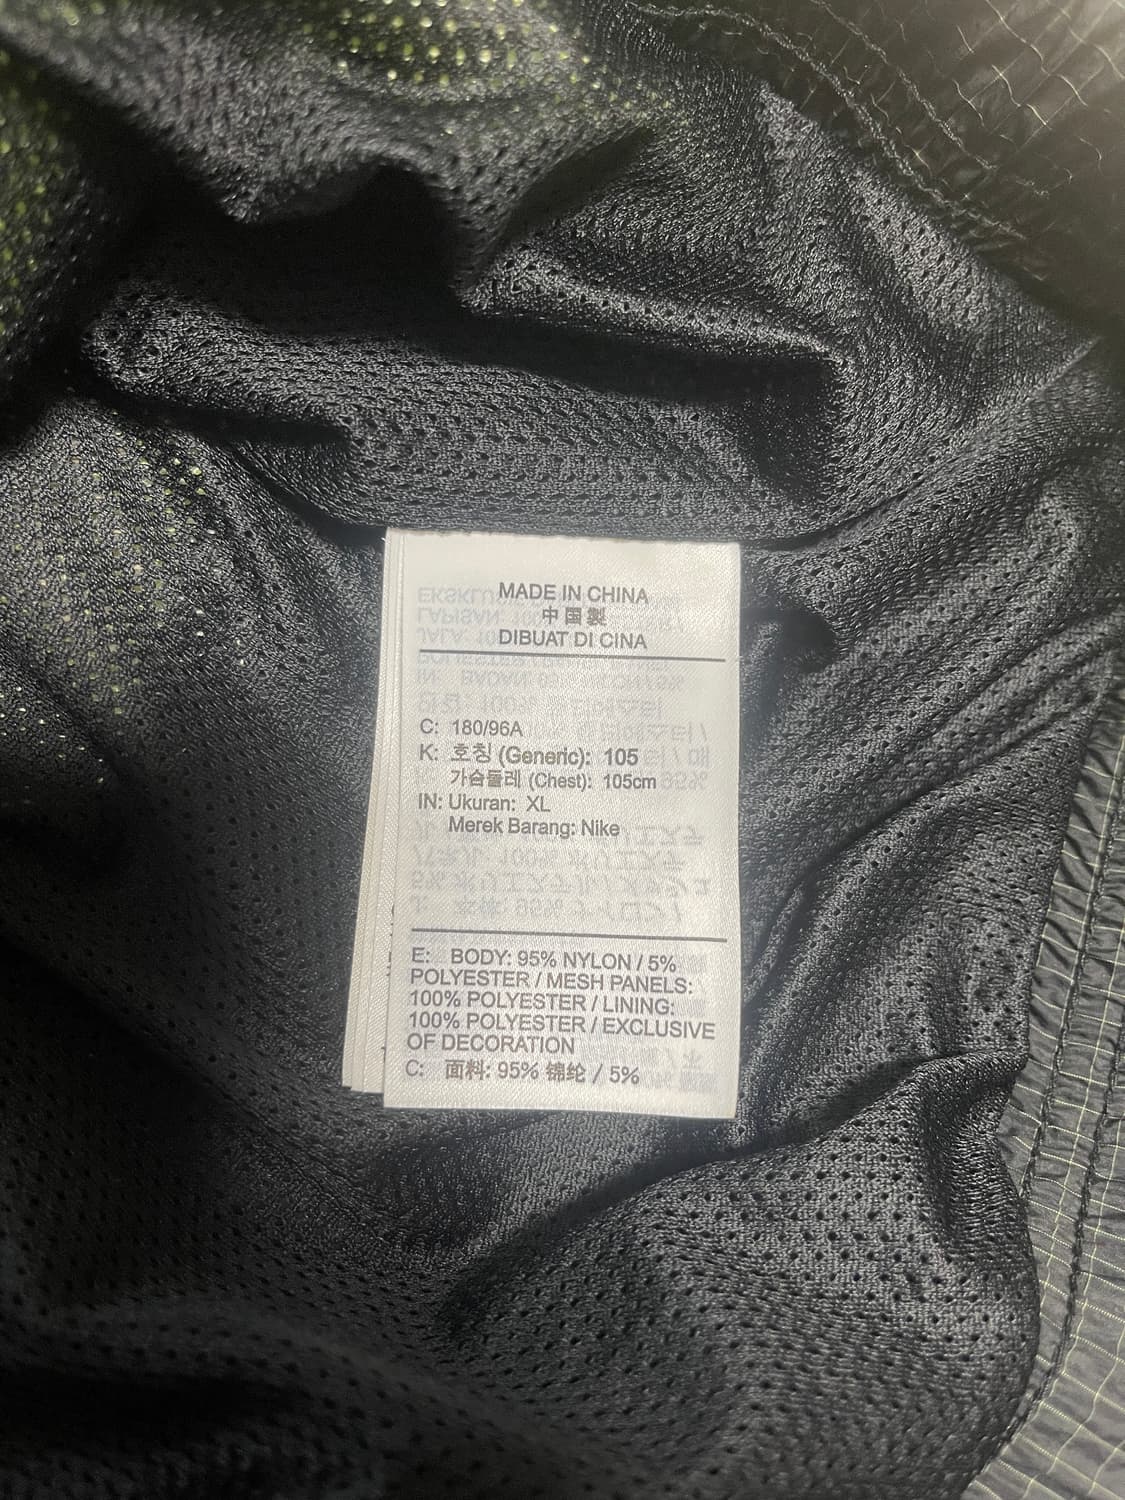 MADE IN CHINA
中国製
DIBUAT DI CINA
C: 180/96A
K: 호칭 (Generic): 105
가슴둘레 (Chest): 105cm
IN: Ukuran: XL
Merek Barang: Nike
E: BODY: 95% NYLON / 5%
POLYESTER / MESH PANELS:
100% POLYESTER / LINING:
100% POLYESTER / EXCLUSIVE
OF DECORATION
C: 面料: 95% 锦纶 / 5%